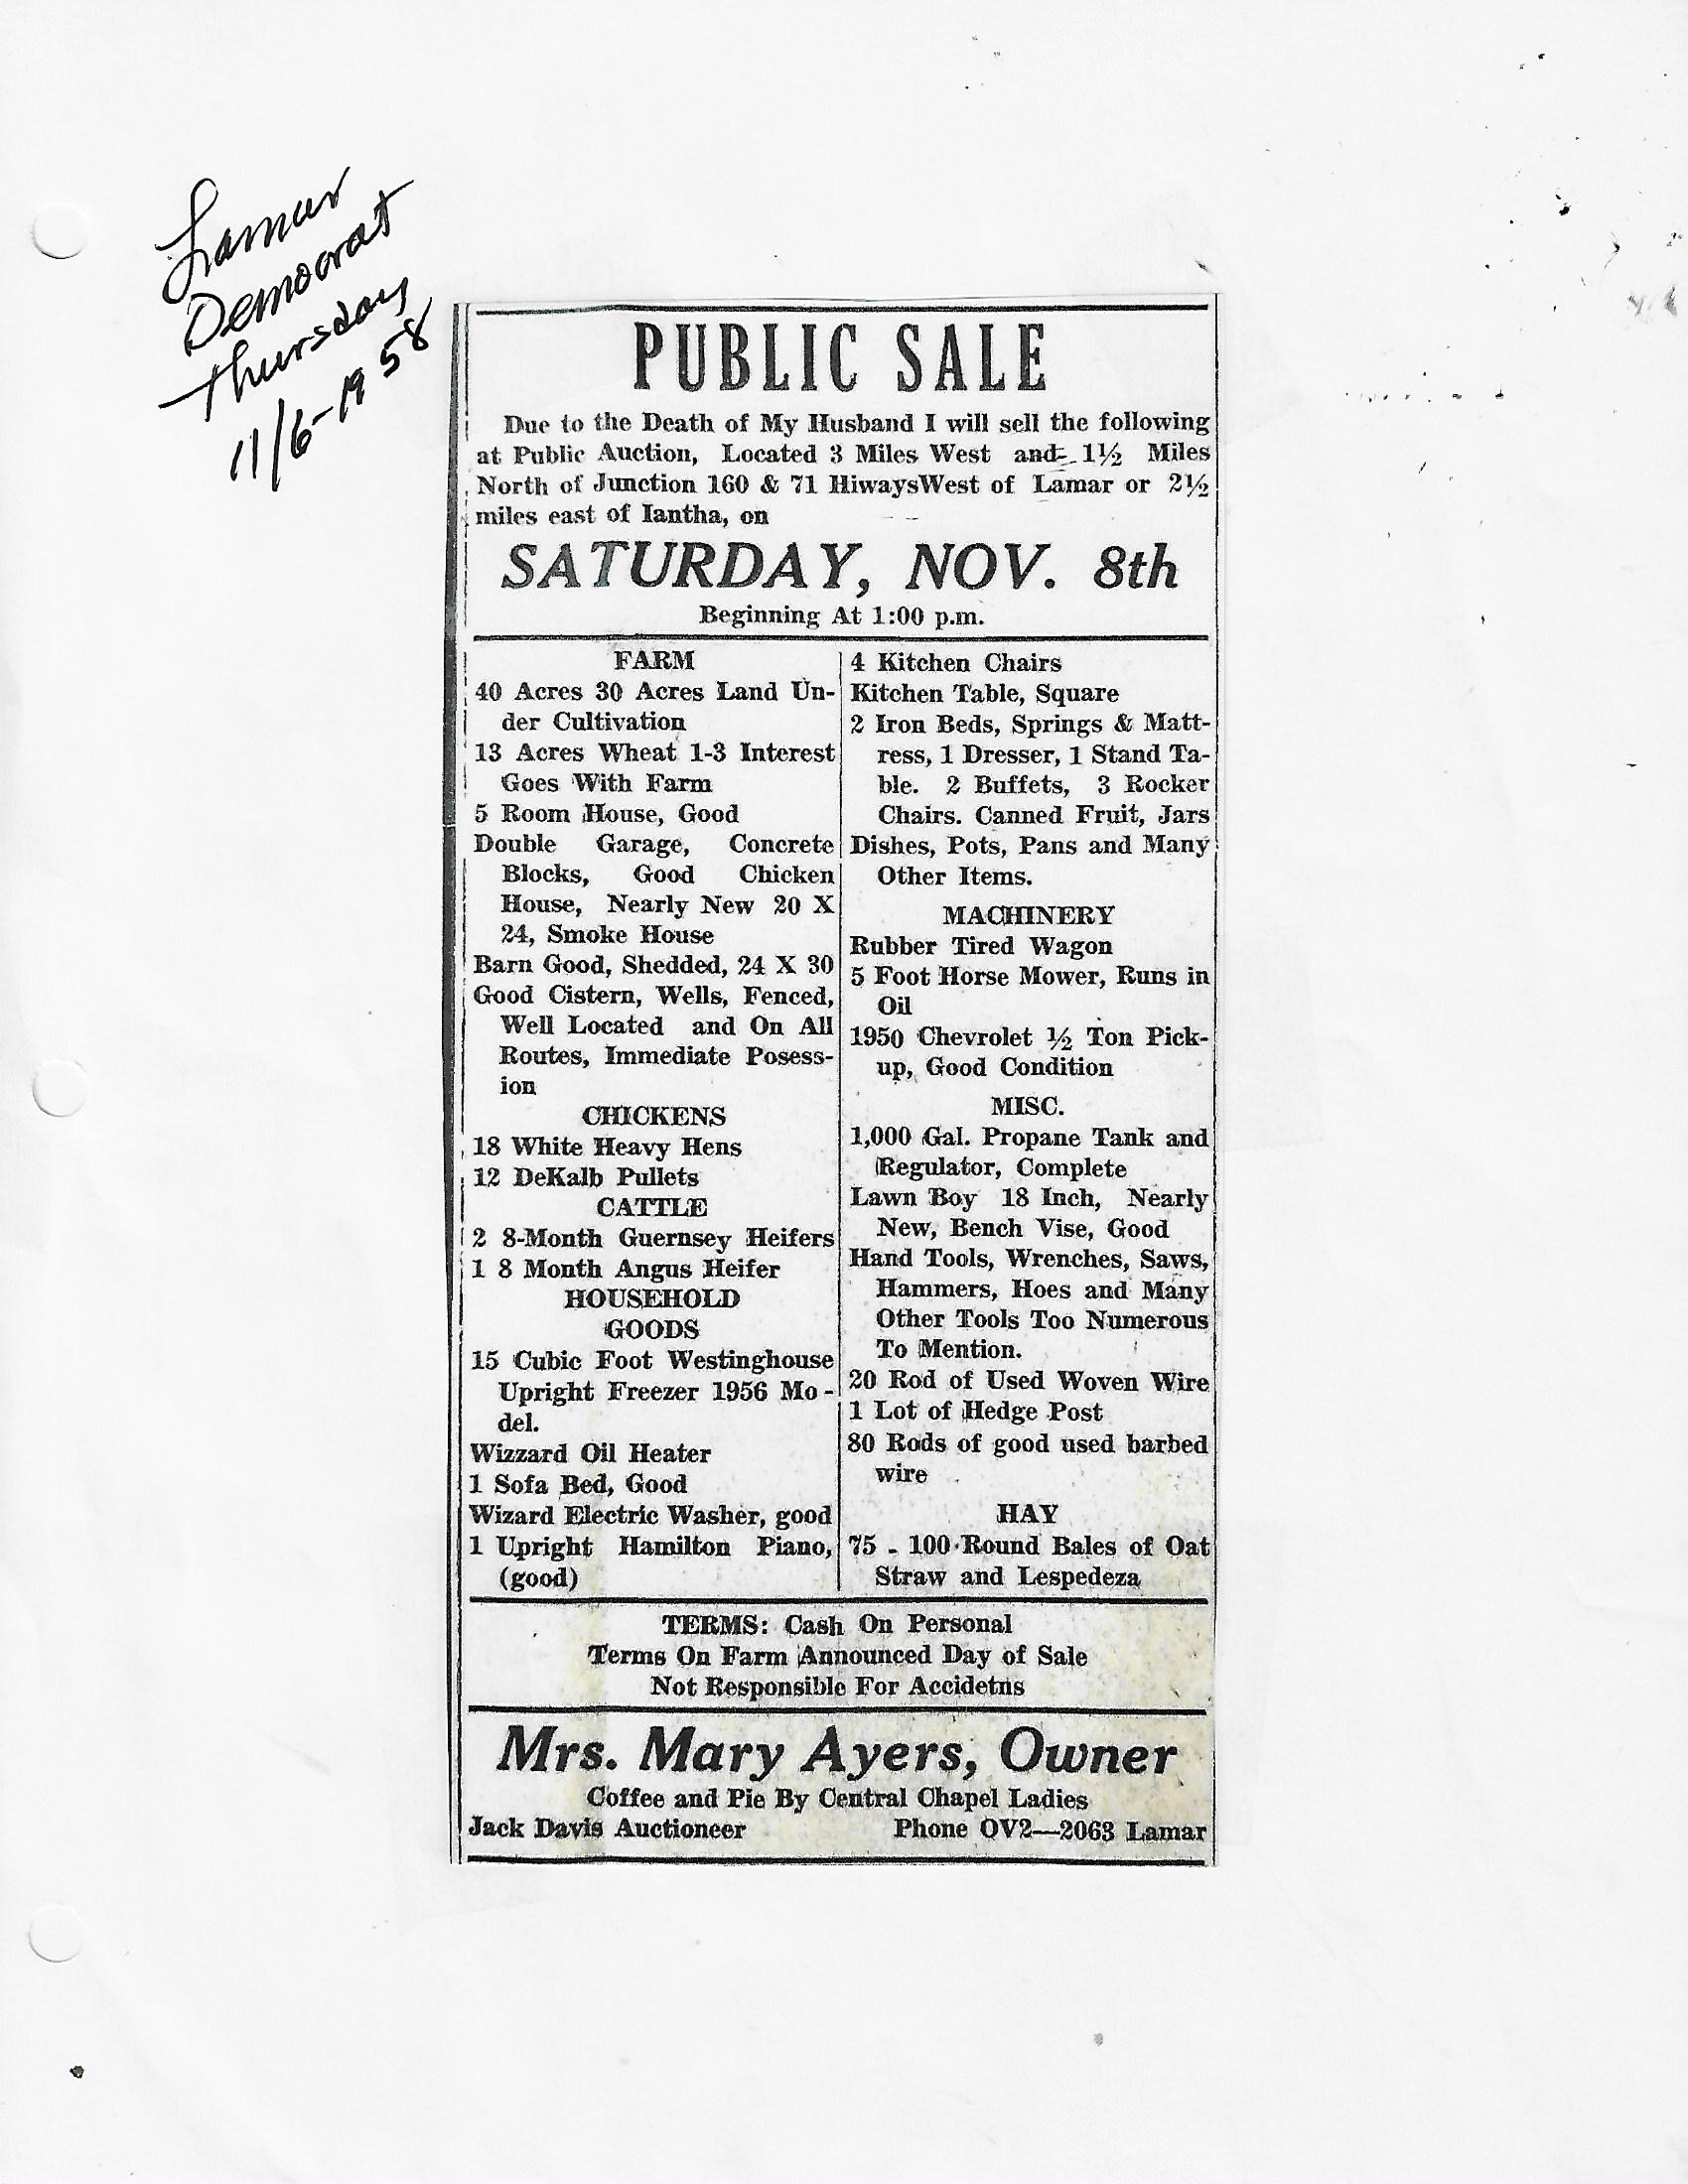 Lamar
Democrat
Thursday
11/6-1958
PUBLIC SALE
Due to the Death of My Husband I will sell the following
at Public Auction, Located 3 Miles West and 1½ Miles
North of Junction 160 & 71 HiwaysWest of Lamar or 2½
miles east of Iantha, on
SATURDAY, NOV. 8th
Beginning At 1:00 p.m.
FARM
40 Acres 30 Acres Land Un-
der Cultivation
13 Acres Wheat 1-3 Interest
Goes With Farm
5 Room House, Good
Double Garage, Concrete
Blocks, Good Chicken
House, Nearly New 20 X
24, Smoke House
Barn Good, Shedded, 24 X 30
Good Cistern, Wells, Fenced,
Well Located and On All
Routes, Immediate Posess-
ion
CHICKENS
18 White Heavy Hens
12 DeKalb Pullets
CATTLE
2 8-Month Guernsey Heifers
1 8 Month Angus Heifer
HOUSEHOLD
GOODS
15 Cubic Foot Westinghouse
Upright Freezer 1956 Mo-
del.
Wizzard Oil Heater
1 Sofa Bed, Good
Wizard Electric Washer, good
1 Upright Hamilton Piano,
(good)
4 Kitchen Chairs
Kitchen Table, Square
2 Iron Beds, Springs & Matt-
ress, 1 Dresser, 1 Stand Ta-
ble. 2 Buffets, 3 Rocker
Chairs. Canned Fruit, Jars
Dishes, Pots, Pans and Many
Other Items.
MACHINERY
Rubber Tired Wagon
5 Foot Horse Mower, Runs in
Oil
1950 Chevrolet ½ Ton Pick-
up, Good Condition
MISC.
1,000 Gal. Propane Tank and
Regulator, Complete
Lawn Boy 18 Inch, Nearly
New, Bench Vise, Good
Hand Tools, Wrenches, Saws,
Hammers, Hoes and Many
Other Tools Too Numerous
To Mention.
20 Rod of Used Woven Wire
1 Lot of Hedge Post
80 Rods of good used barbed
wire
HAY
75 - 100 Round Bales of Oat
Straw and Lespedeza
TERMS: Cash On Personal
Terms On Farm Announced Day of Sale
Not Responsible For Accidetns
Mrs. Mary Ayers, Owner
Coffee and Pie By Central Chapel Ladies
Jack Davis Auctioneer Phone OV2—2063 Lamar